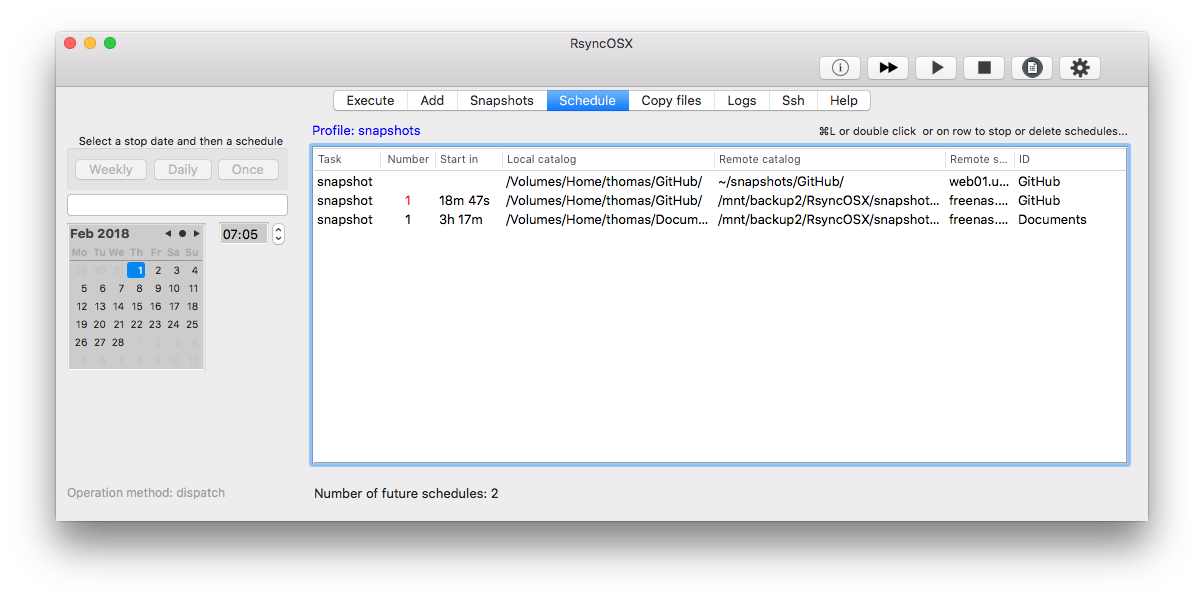 RsyncOSX
Execute Add Snapshots Schedule Copy files Logs Ssh Help
Profile: snapshots
⌘L or double click or on row to stop or delete schedules...
Select a stop date and then a schedule
Weekly Daily Once
Feb 2018
07:05
Mo Tu We Th Fr Sa Su
29 30 31 1 2 3 4
5 6 7 8 9 10 11
12 13 14 15 16 17 18
19 20 21 22 23 24 25
26 27 28 1 2 3 4
5 6 7 8 9 10 11
Task Number Start in Local catalog Remote catalog Remote s... ID
snapshot /Volumes/Home/thomas/GitHub/ ~/snapshots/GitHub/ web01.u... GitHub
snapshot 1 18m 47s /Volumes/Home/thomas/GitHub/ /mnt/backup2/RsyncOSX/snapshot... freenas.... GitHub
snapshot 1 3h 17m /Volumes/Home/thomas/Docum... /mnt/backup2/RsyncOSX/snapshot... freenas.... Documents
Operation method: dispatch
Number of future schedules: 2